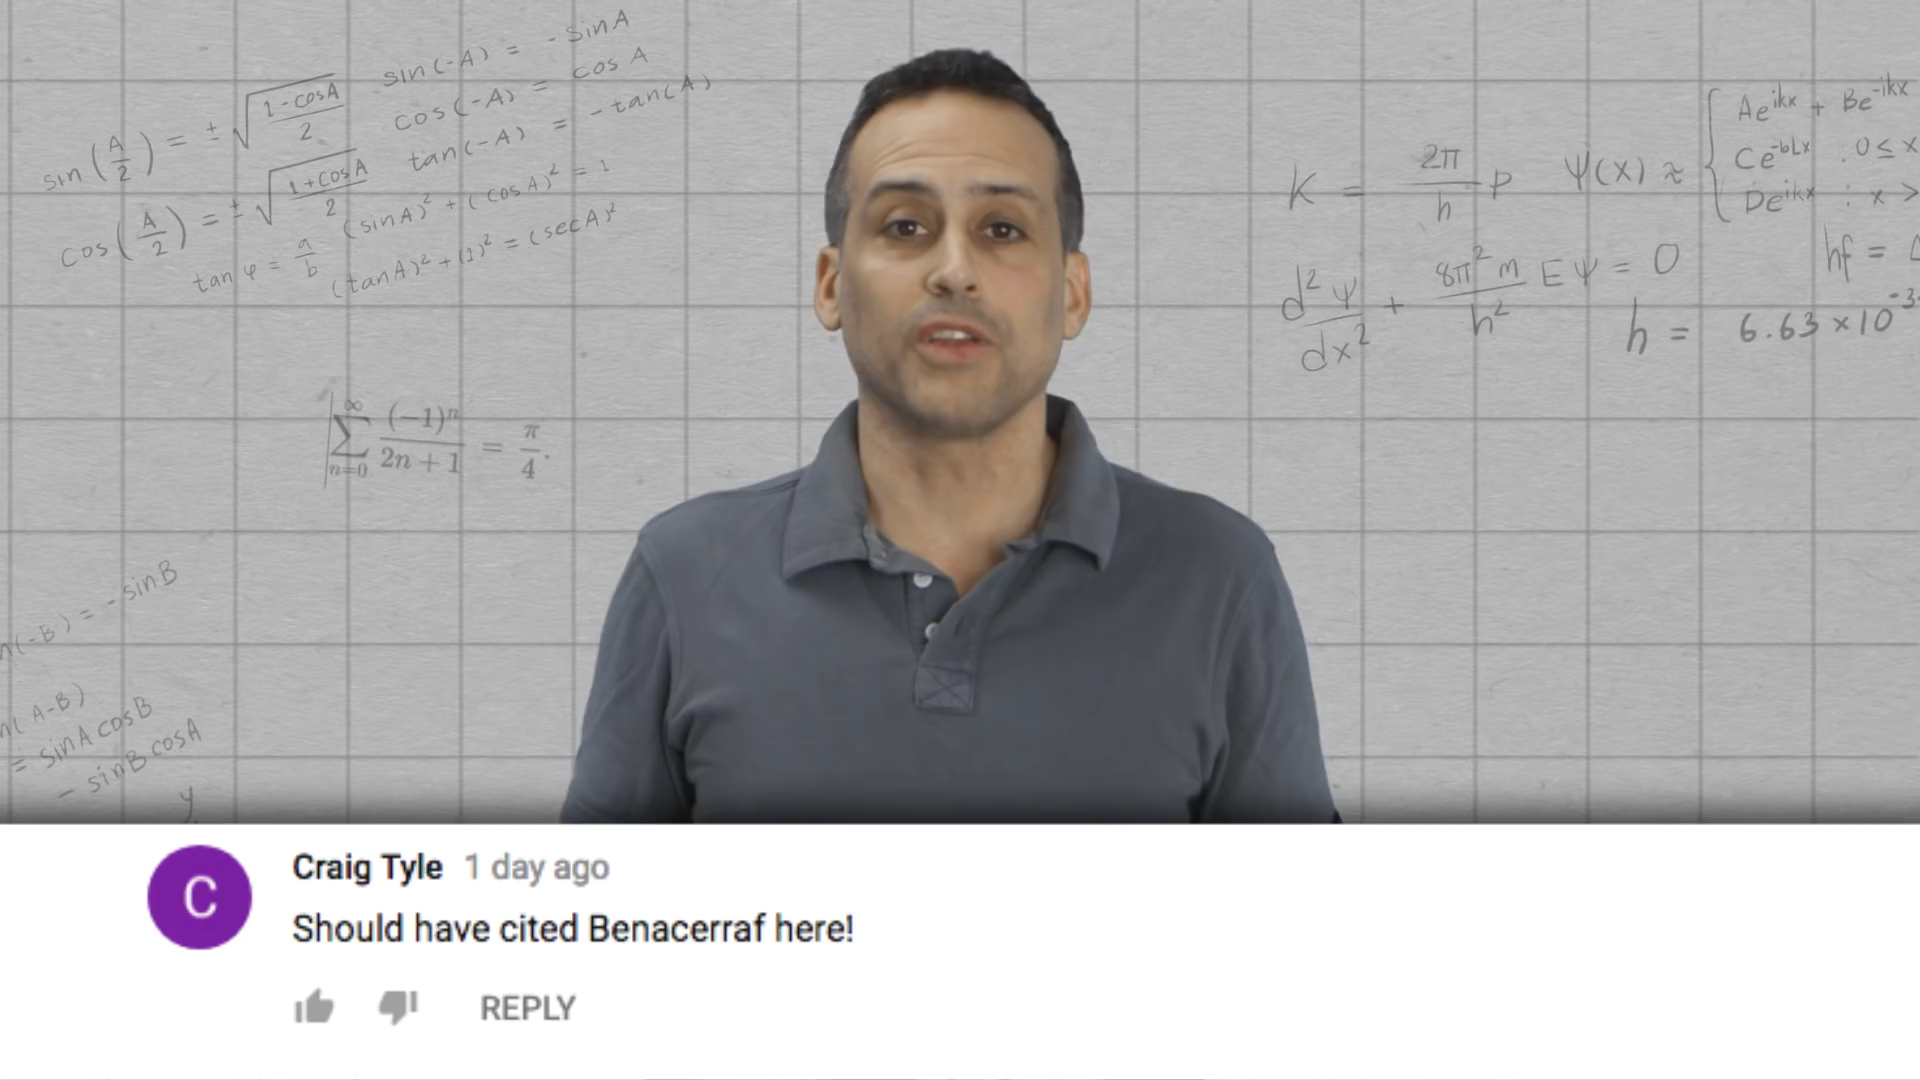 sin(-A) = -sinA
cos(-A) = cosA
tan(-A) = -tan(A)
sin(A/2) = ±√((1-cosA)/2)
cos(A/2) = ±√((1+cosA)/2)
(sinA)² + (cosA)² = 1
tan φ = a/b
(tanA)² + (1)² = (secA)²
∑_{n=0}^{∞} (−1)ⁿ/(2n+1) = π/4.
n(-B) = -sinB
n(A-B)
= sinA cosB
- sinB cosA
y
K = 2π/h p
Ψ(x) ≈ {
Ae^{ikx} + Be^{-ikx}
: 0 ≤ x
De^{ikx} : x >
d²Ψ/dx² + 8π²m/h² EΨ = 0
hf =
h = 6.63 × 10^{-3
C
Craig Tyle 1 day ago
Should have cited Benacerraf here!
REPLY